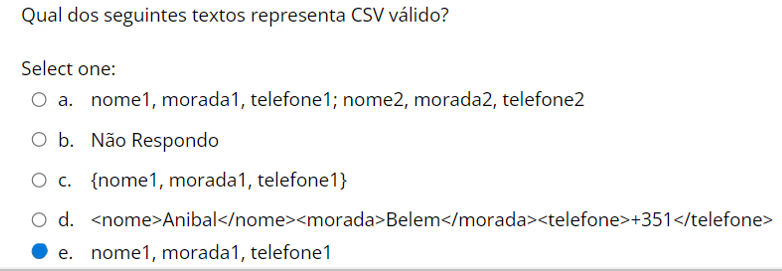 Qual dos seguintes textos representa CSV válido?
Select one:
a. nome1, morada1, telefone1; nome2, morada2, telefone2
b. Não Respondo
c. {nome1, morada1, telefone1}
d. <nome>Anibal</nome><morada>Belem</morada><telefone>+351</telefone>
e. nome1, morada1, telefone1